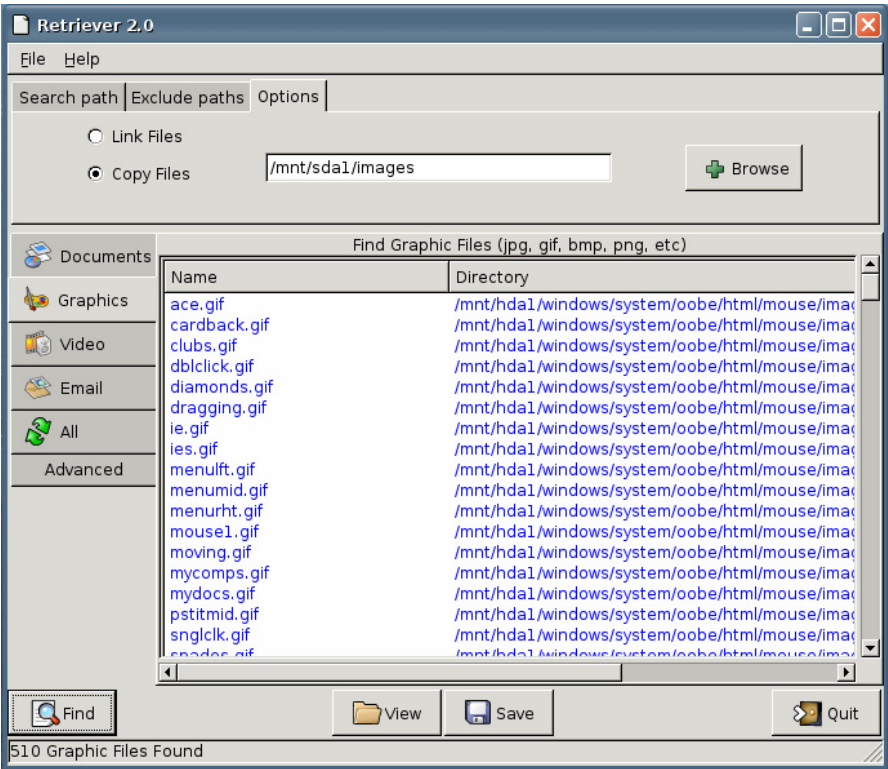 Retriever 2.0
File Help
Search path Exclude paths Options
Link Files
Copy Files /mnt/sda1/images Browse
Documents
Graphics
Video
Email
All
Advanced
Find Graphic Files (jpg, gif, bmp, png, etc)
Name Directory
ace.gif /mnt/hda1/windows/system/oobe/html/mouse/imag
cardback.gif /mnt/hda1/windows/system/oobe/html/mouse/imag
clubs.gif /mnt/hda1/windows/system/oobe/html/mouse/imag
dblclick.gif /mnt/hda1/windows/system/oobe/html/mouse/imag
diamonds.gif /mnt/hda1/windows/system/oobe/html/mouse/imag
dragging.gif /mnt/hda1/windows/system/oobe/html/mouse/imag
ie.gif /mnt/hda1/windows/system/oobe/html/mouse/imag
ies.gif /mnt/hda1/windows/system/oobe/html/mouse/imag
menulft.gif /mnt/hda1/windows/system/oobe/html/mouse/imag
menumid.gif /mnt/hda1/windows/system/oobe/html/mouse/imag
menurht.gif /mnt/hda1/windows/system/oobe/html/mouse/imag
mouse1.gif /mnt/hda1/windows/system/oobe/html/mouse/imag
moving.gif /mnt/hda1/windows/system/oobe/html/mouse/imag
mycomps.gif /mnt/hda1/windows/system/oobe/html/mouse/imag
mydocs.gif /mnt/hda1/windows/system/oobe/html/mouse/imag
pstitmid.gif /mnt/hda1/windows/system/oobe/html/mouse/imag
snglclk.gif /mnt/hda1/windows/system/oobe/html/mouse/imag
spades.gif /mnt/hda1/windows/system/oobe/html/mouse/imag
Find View Save Quit
510 Graphic Files Found